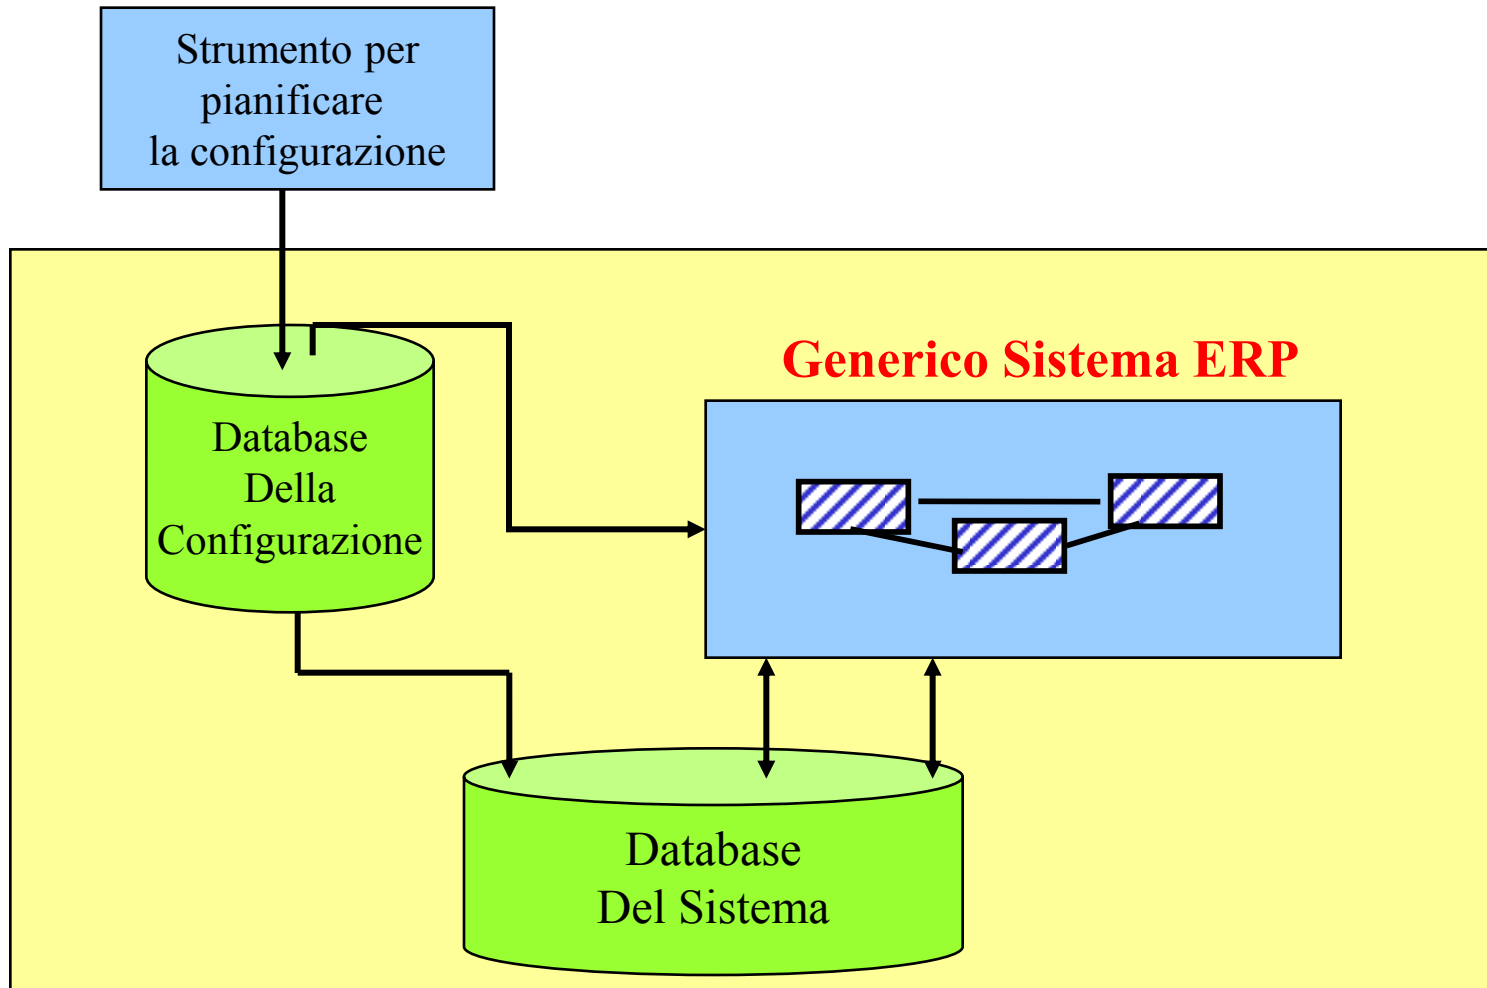 Strumento per
pianificare
la configurazione
Generico Sistema ERP
Database
Della
Configurazione
Database
Del Sistema